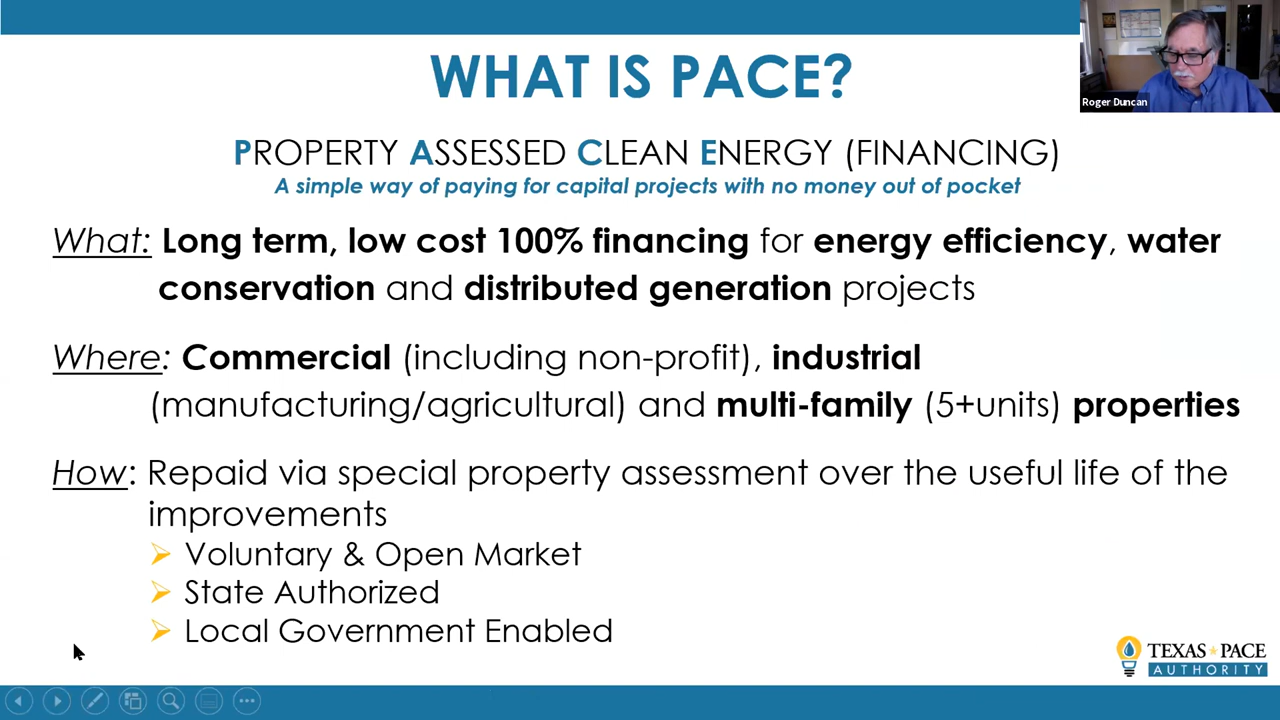 WHAT IS PACE?
Roger Duncan
PROPERTY ASSESSED CLEAN ENERGY (FINANCING)
A simple way of paying for capital projects with no money out of pocket
What: Long term, low cost 100% financing for energy efficiency, water
conservation and distributed generation projects
Where: Commercial (including non-profit), industrial
(manufacturing/agricultural) and multi-family (5+units) properties
How: Repaid via special property assessment over the useful life of the
improvements
Voluntary & Open Market
State Authorized
Local Government Enabled
TEXAS PACE
AUTHORITY